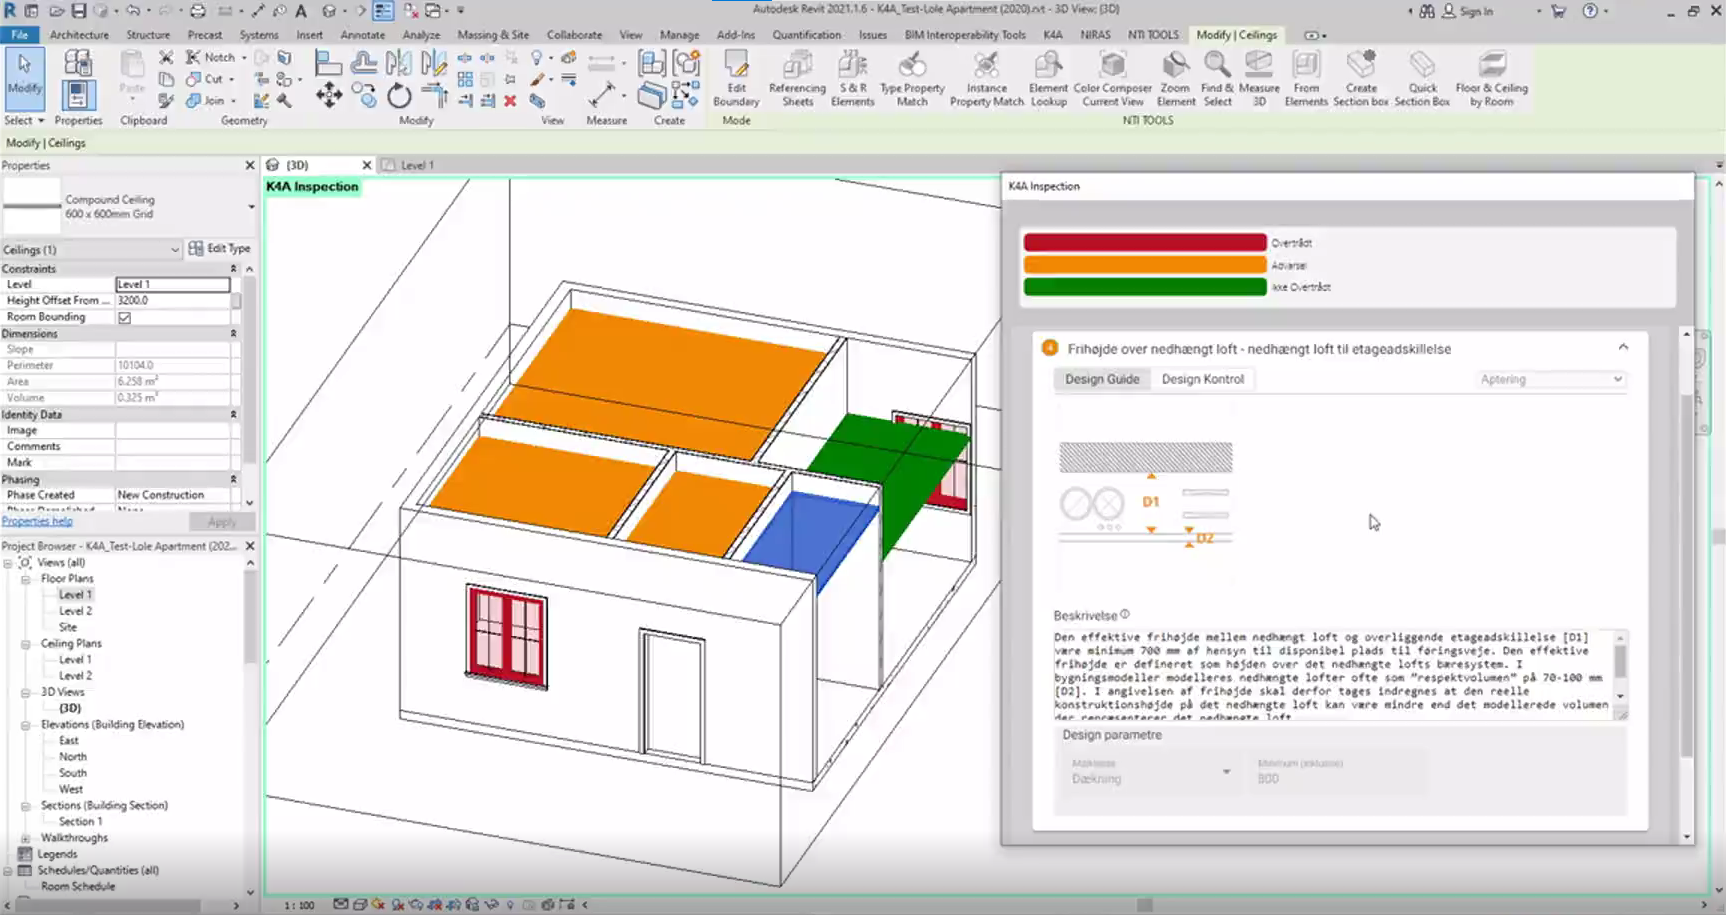 Autodesk Revit 2021.1.6 - K4A_Test-Lole Apartment (2020).rvt - 3D View: {3D}
Sign In
File Architecture Structure Precast Systems Insert Annotate Analyze Massing & Site Collaborate View Manage Add-Ins Quantification Issues BIM Interoperability Tools K4A NIRAS NTI TOOLS Modify | Ceilings
Modify
Paste
Notch
Cut
Join
Edit Boundary
Referencing Sheets
S & R Elements
Type Property Match
Instance Property Match
Element Lookup
Color Composer Current View
Zoom Element
Find & Select
Measure 3D
From Elements
Create Section box
Quick Section Box
Floor & Ceiling by Room
Select Properties Clipboard Geometry Modify View Measure Create Mode NTI TOOLS
Modify | Ceilings
Properties
{3D}
Level 1
K4A Inspection
Compound Ceiling
600 x 600mm Grid
Ceilings (1)
Edit Type
Constraints
Level Level 1
Height Offset From ... 3200.0
Room Bounding
Dimensions
Slope
Perimeter 10104.0
Area 6.258 m²
Volume 0.325 m³
Identity Data
Image
Comments
Mark
Phasing
Phase Created New Construction
Properties help
Apply
Project Browser - K4A_Test-Lole Apartment (202...
Views (all)
Floor Plans
Level 1
Level 2
Site
Ceiling Plans
Level 1
Level 2
3D Views
{3D}
Elevations (Building Elevation)
East
North
South
West
Sections (Building Section)
Section 1
Walkthroughs
Legends
Schedules/Quantities (all)
Room Schedule
1 : 100
K4A Inspection
Overtrådt
Advarsel
Ikke Overtrådt
Frihøjde over nedhængt loft - nedhængt loft til etageadskillelse
Design Guide
Design Kontrol
Aptering
D1
D2
Beskrivelse
Den effektive frihøjde mellem nedhængt loft og overliggende etageadskillelse [D1]
være minimum 700 mm af hensyn til disponibel plads til føringsveje. Den effektive
frihøjde er defineret som højden over det nedhængte lofts bæresystem. I
bygningsmodeller modelleres nedhængte lofter ofte som "respektvolumen" på 70-100 mm
[D2]. I angivelsen af frihøjde skal derfor tages indregnes at den reelle
konstruktionshøjde på det nedhængte loft kan være mindre end det modellerede volumen
der repræsenterer det nedhængte loft.
Design parametre
Dækning
Minimum (inklusive)
800